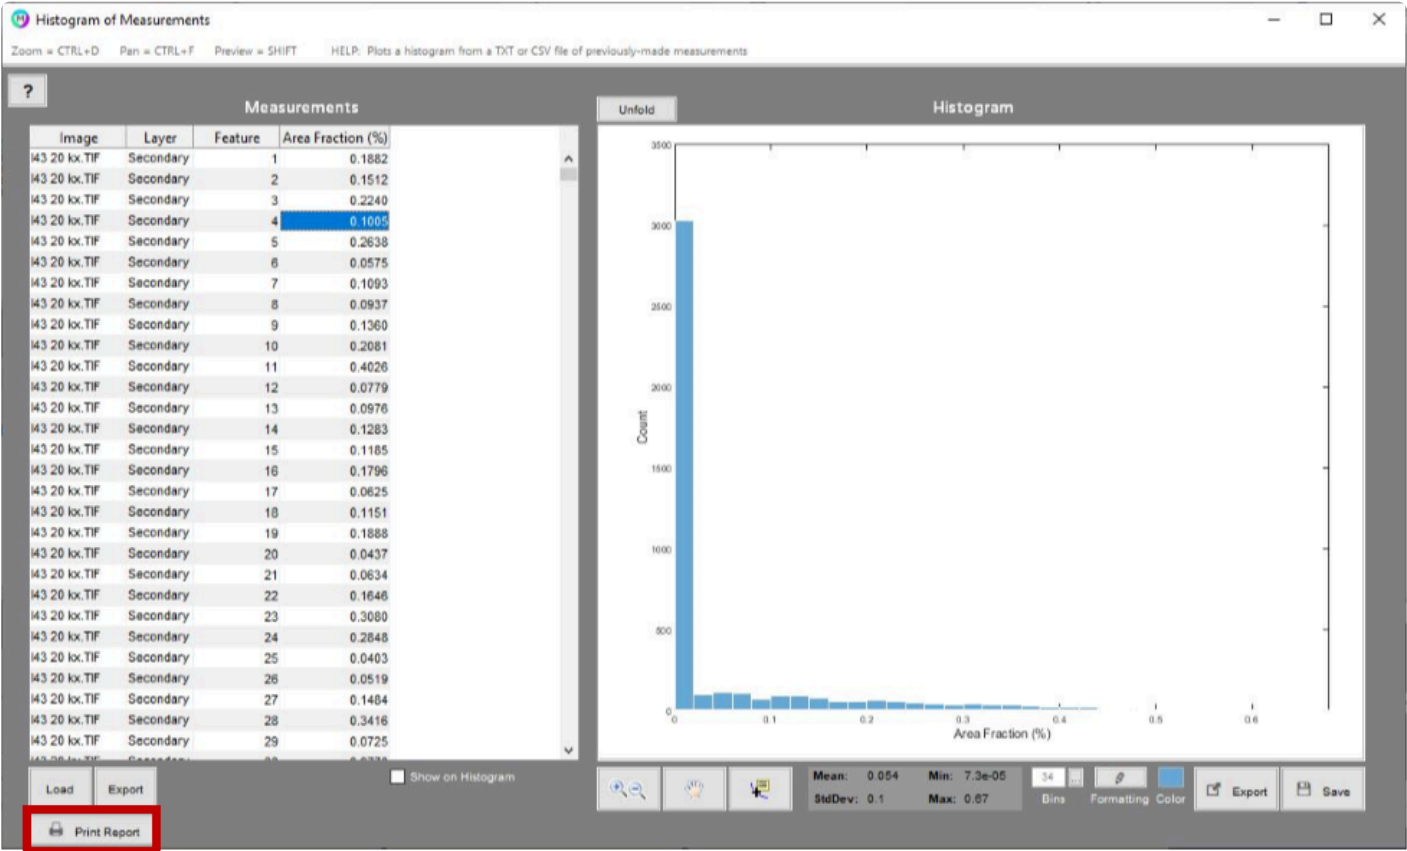 Histogram of Measurements
Zoom = CTRL+D Pan = CTRL+F Preview = SHIFT HELP: Plots a histogram from a TXT or CSV file of previously-made measurements
?
Measurements
Image Layer Feature Area Fraction (%)
I43 20 kx.TIF Secondary 1 0.1882
I43 20 kx.TIF Secondary 2 0.1512
I43 20 kx.TIF Secondary 3 0.2240
I43 20 kx.TIF Secondary 4 0.1005
I43 20 kx.TIF Secondary 5 0.2638
I43 20 kx.TIF Secondary 6 0.0575
I43 20 kx.TIF Secondary 7 0.1093
I43 20 kx.TIF Secondary 8 0.0937
I43 20 kx.TIF Secondary 9 0.1360
I43 20 kx.TIF Secondary 10 0.2081
I43 20 kx.TIF Secondary 11 0.4026
I43 20 kx.TIF Secondary 12 0.0779
I43 20 kx.TIF Secondary 13 0.0976
I43 20 kx.TIF Secondary 14 0.1283
I43 20 kx.TIF Secondary 15 0.1185
I43 20 kx.TIF Secondary 16 0.1796
I43 20 kx.TIF Secondary 17 0.0625
I43 20 kx.TIF Secondary 18 0.1151
I43 20 kx.TIF Secondary 19 0.1888
I43 20 kx.TIF Secondary 20 0.0437
I43 20 kx.TIF Secondary 21 0.0634
I43 20 kx.TIF Secondary 22 0.1646
I43 20 kx.TIF Secondary 23 0.3080
I43 20 kx.TIF Secondary 24 0.2848
I43 20 kx.TIF Secondary 25 0.0403
I43 20 kx.TIF Secondary 26 0.0519
I43 20 kx.TIF Secondary 27 0.1484
I43 20 kx.TIF Secondary 28 0.3416
I43 20 kx.TIF Secondary 29 0.0725
Load Export
Show on Histogram
Print Report
Unfold
Histogram
3500
3000
2500
2000
1500
1000
500
0
Count
0 0.1 0.2 0.3 0.4 0.5 0.6
Area Fraction (%)
Mean: 0.054 Min: 7.3e-05
StdDev: 0.1 Max: 0.67
34 ...
Bins Formatting Color
Export Save